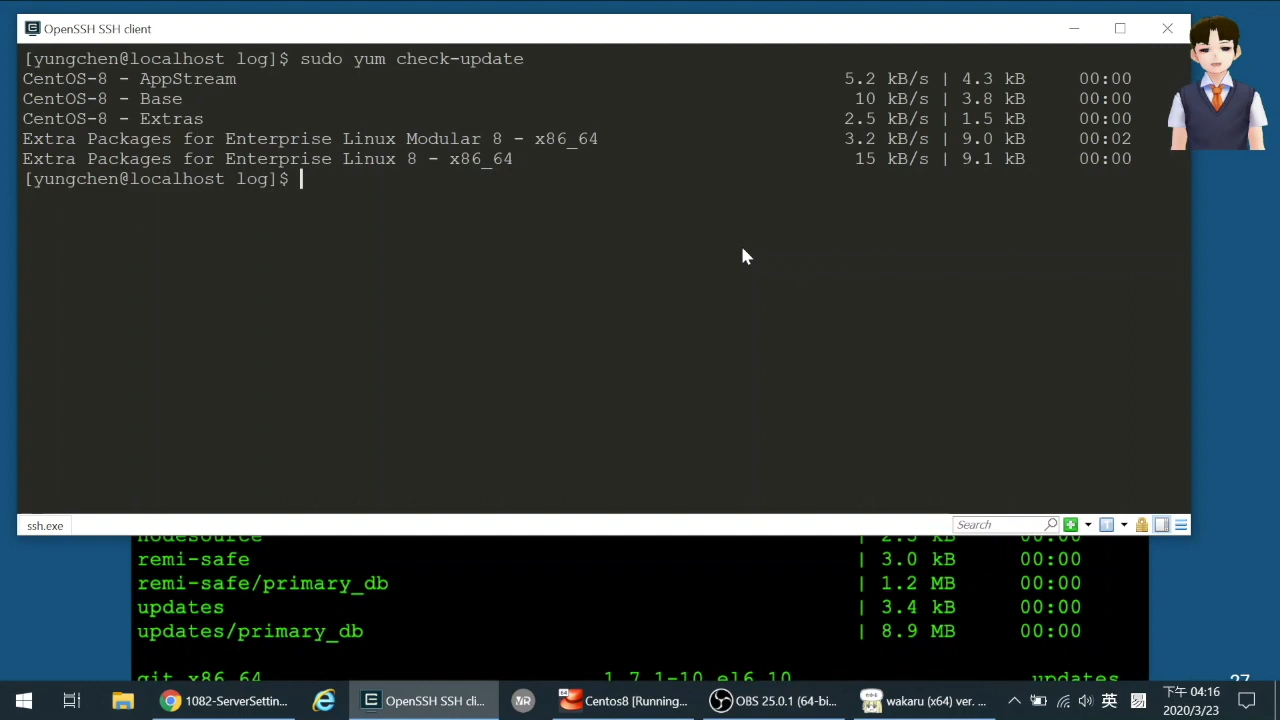 OpenSSH SSH client
[yungchen@localhost log]$ sudo yum check-update
CentOS-8 - AppStream 5.2 kB/s | 4.3 kB 00:00
CentOS-8 - Base 10 kB/s | 3.8 kB 00:00
CentOS-8 - Extras 2.5 kB/s | 1.5 kB 00:00
Extra Packages for Enterprise Linux Modular 8 - x86_64 3.2 kB/s | 9.0 kB 00:02
Extra Packages for Enterprise Linux 8 - x86_64 15 kB/s | 9.1 kB 00:00
[yungchen@localhost log]$
ssh.exe Search
nodesource | 2.5 kB 00:00
remi-safe | 3.0 kB 00:00
remi-safe/primary_db | 1.2 MB 00:00
updates | 3.4 kB 00:00
updates/primary_db | 8.9 MB 00:00
git.x86_64 1.7.1-10.el6_10 updates
27
1082-ServerSettin... OpenSSH SSH cli... Centos8 [Running... OBS 25.0.1 (64-bi... wakaru (x64) ver. ... 英 下午 04:16
2020/3/23